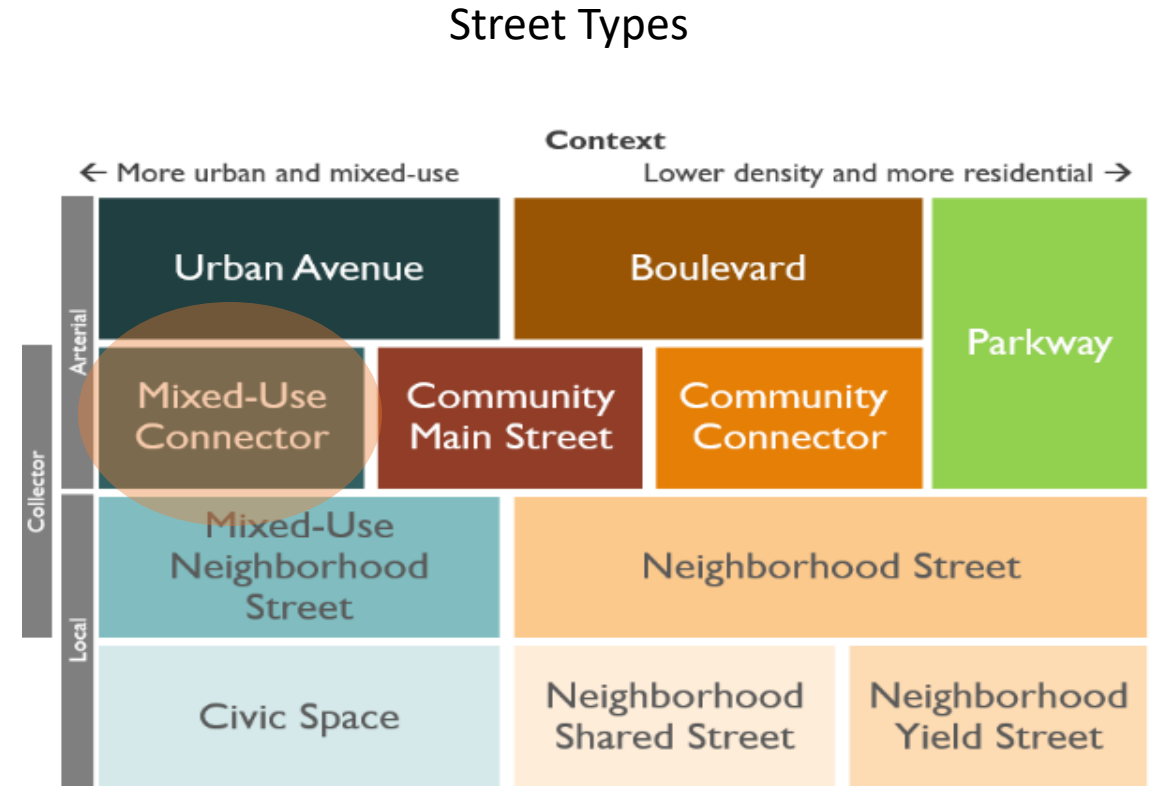 Street Types
Context
← More urban and mixed-use
Lower density and more residential →
Arterial
Collector
Local
Urban Avenue
Boulevard
Parkway
Mixed-Use
Connector
Community
Main Street
Community
Connector
Mixed-Use
Neighborhood
Street
Neighborhood Street
Civic Space
Neighborhood
Shared Street
Neighborhood
Yield Street